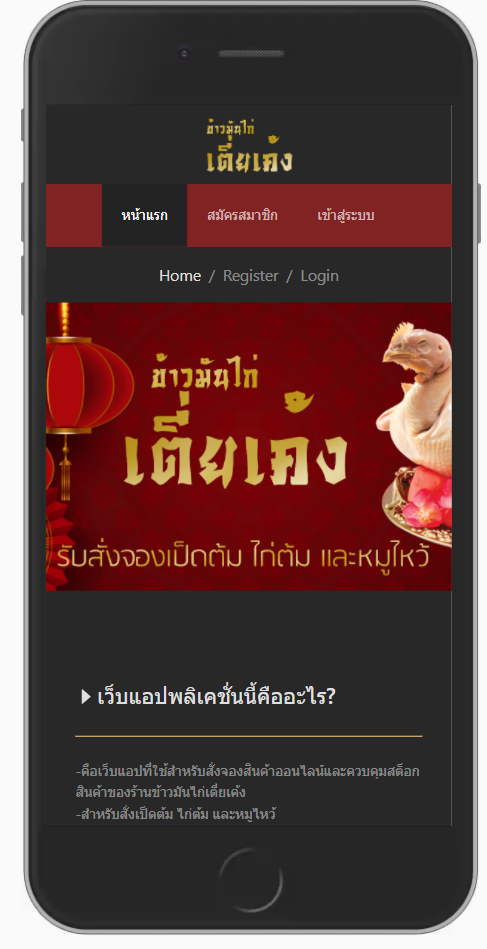 ข้าวมันไก่
เตี่ยเค้ง
หน้าแรก สมัครสมาชิก เข้าสู่ระบบ
Home / Register / Login
ข้าวมันไก่
เตี่ยเค้ง
รับสั่งจองเป็ดต้ม ไก่ต้ม และหมูไหว้
เว็บแอปพลิเคชั่นนี้คืออะไร?
-คือเว็บแอปที่ใช้สำหรับสั่งจองสินค้าออนไลน์และควบคุมสต็อก
สินค้าของร้านข้าวมันไก่เตี่ยเค้ง
-สำหรับสั่งเป็ดต้ม ไก่ต้ม และหมูไหว้